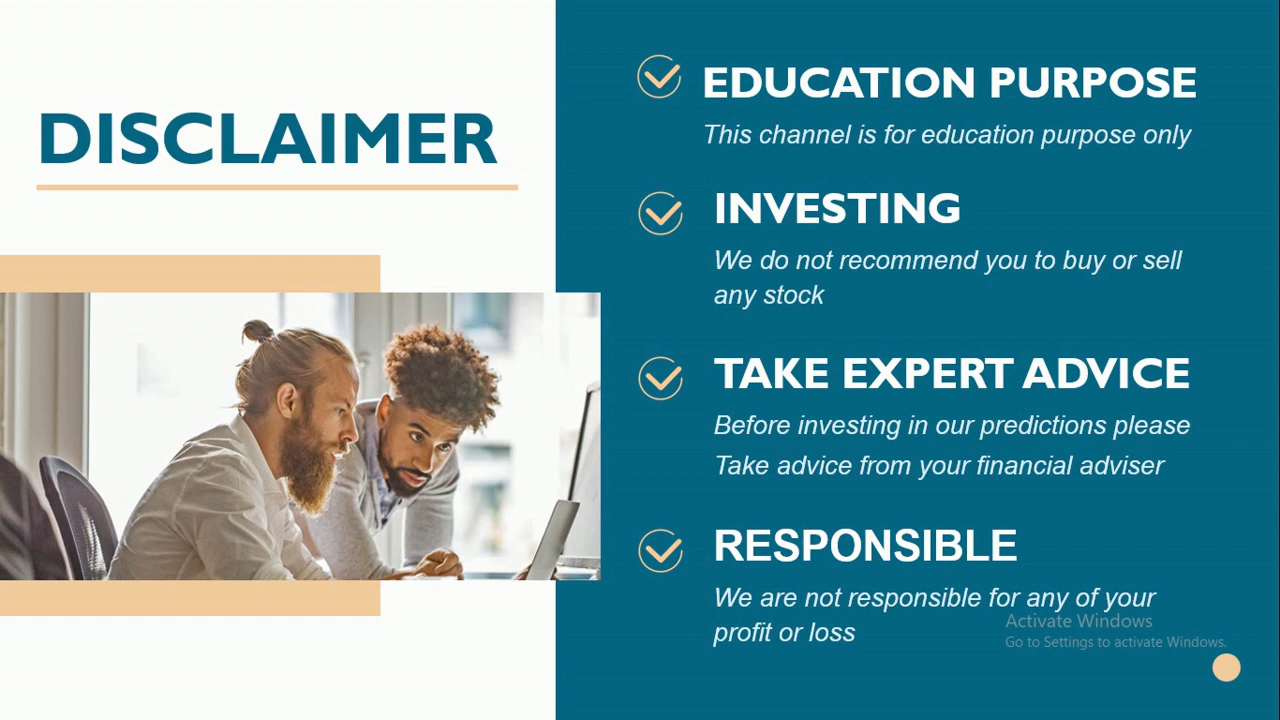 DISCLAIMER
EDUCATION PURPOSE
This channel is for education purpose only
INVESTING
We do not recommend you to buy or sell
any stock
TAKE EXPERT ADVICE
Before investing in our predictions please
Take advice from your financial adviser
RESPONSIBLE
We are not responsible for any of your
profit or loss
Activate Windows
Go to Settings to activate Windows.